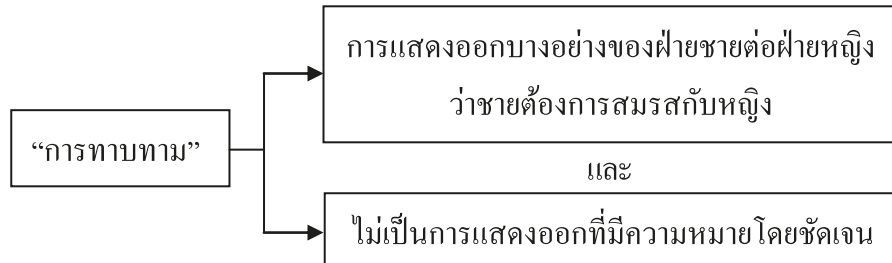 การแสดงออกบางอย่างของฝ่ายชายต่อฝ่ายหญิง
ว่าชายต้องการสมรสกับหญิง
“การทาบทาม”
และ
ไม่เป็นการแสดงออกที่มีความหมายโดยชัดเจน